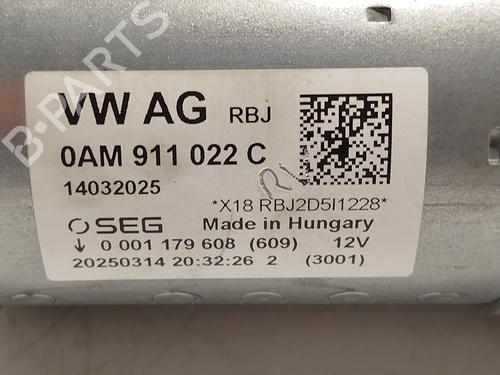 B-PARTS
VW AG RBJ
0AM 911 022 C
14032025
*X18 RBJ2D5I1228*
SEG Made in Hungary
↓ 0 001 179 608 (609) 12V
20250314 20:32:26 2 (3001)